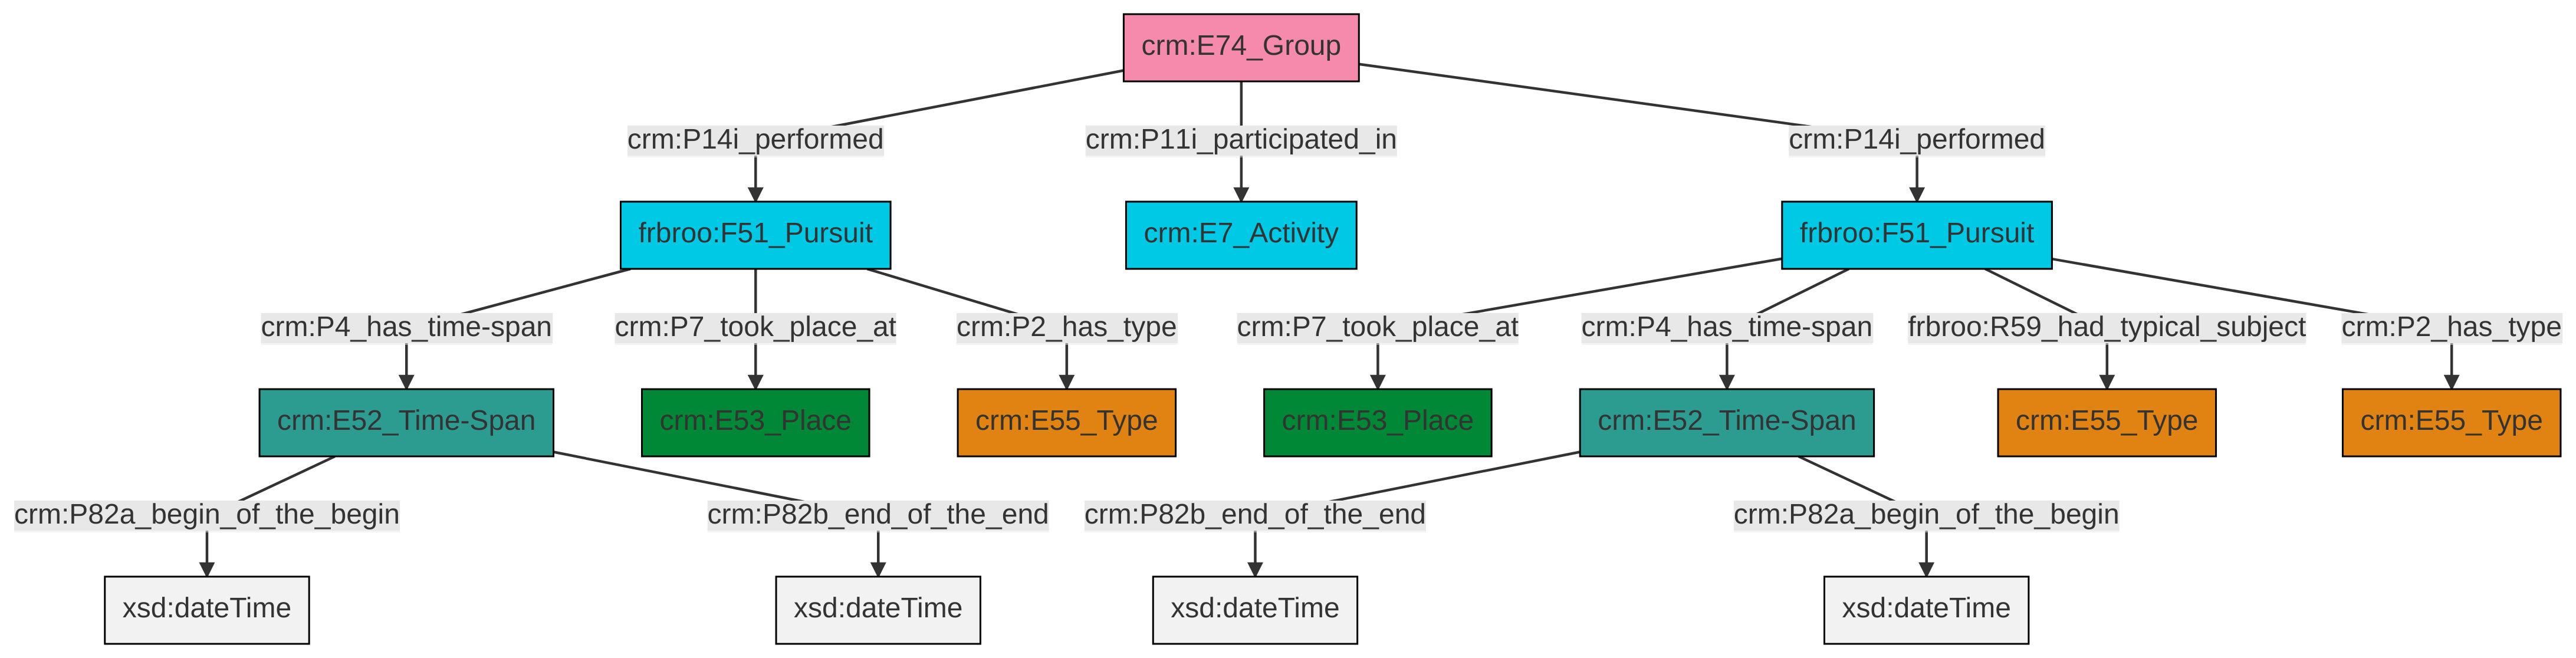 crm:E74_Group
crm:P14i_performed
crm:P11i_participated_in
crm:P14i_performed
frbroo:F51_Pursuit
crm:E7_Activity
frbroo:F51_Pursuit
crm:P4_has_time-span
crm:P7_took_place_at
crm:P2_has_type
crm:P7_took_place_at
crm:P4_has_time-span
frbroo:R59_had_typical_subject
crm:P2_has_type
crm:E52_Time-Span
crm:E53_Place
crm:E55_Type
crm:E53_Place
crm:E52_Time-Span
crm:E55_Type
crm:E55_Type
crm:P82a_begin_of_the_begin
crm:P82b_end_of_the_end
crm:P82b_end_of_the_end
crm:P82a_begin_of_the_begin
xsd:dateTime
xsd:dateTime
xsd:dateTime
xsd:dateTime